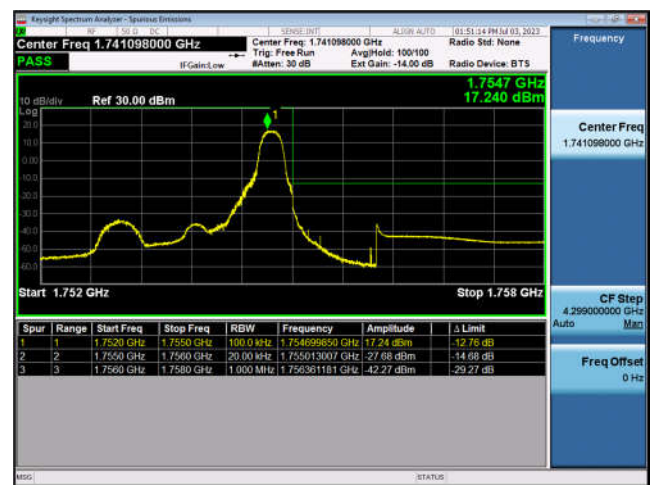 Keysight Spectrum Analyzer - Spurious Emissions
RF 50 Ω DC SENSE:INT ALIGN AUTO 01:51:14 PM Jul 03, 2023
Center Freq 1.741098000 GHz Center Freq: 1.741098000 GHz Radio Std: None
Trig: Free Run Avg|Hold: 100/100
PASS IFGain:Low #Atten: 30 dB Ext Gain: -14.00 dB Radio Device: BTS
1.7547 GHz
10 dB/div Ref 30.00 dBm 17.240 dBm
Log
20.0
10.0
0.00
-10.0
-20.0
-30.0
-40.0
-50.0
-60.0
1
Start 1.752 GHz Stop 1.758 GHz
Spur Range Start Freq Stop Freq RBW Frequency Amplitude Δ Limit
1 1 1.7520 GHz 1.7550 GHz 100.0 kHz 1.754699850 GHz 17.24 dBm -12.76 dB
2 2 1.7550 GHz 1.7560 GHz 20.00 kHz 1.755013007 GHz -27.68 dBm -14.68 dB
3 3 1.7560 GHz 1.7580 GHz 1.000 MHz 1.756361181 GHz -42.27 dBm -29.27 dB
MSG STATUS
Frequency
Center Freq
1.741098000 GHz
CF Step
4.299000000 GHz
Auto Man
Freq Offset
0 Hz